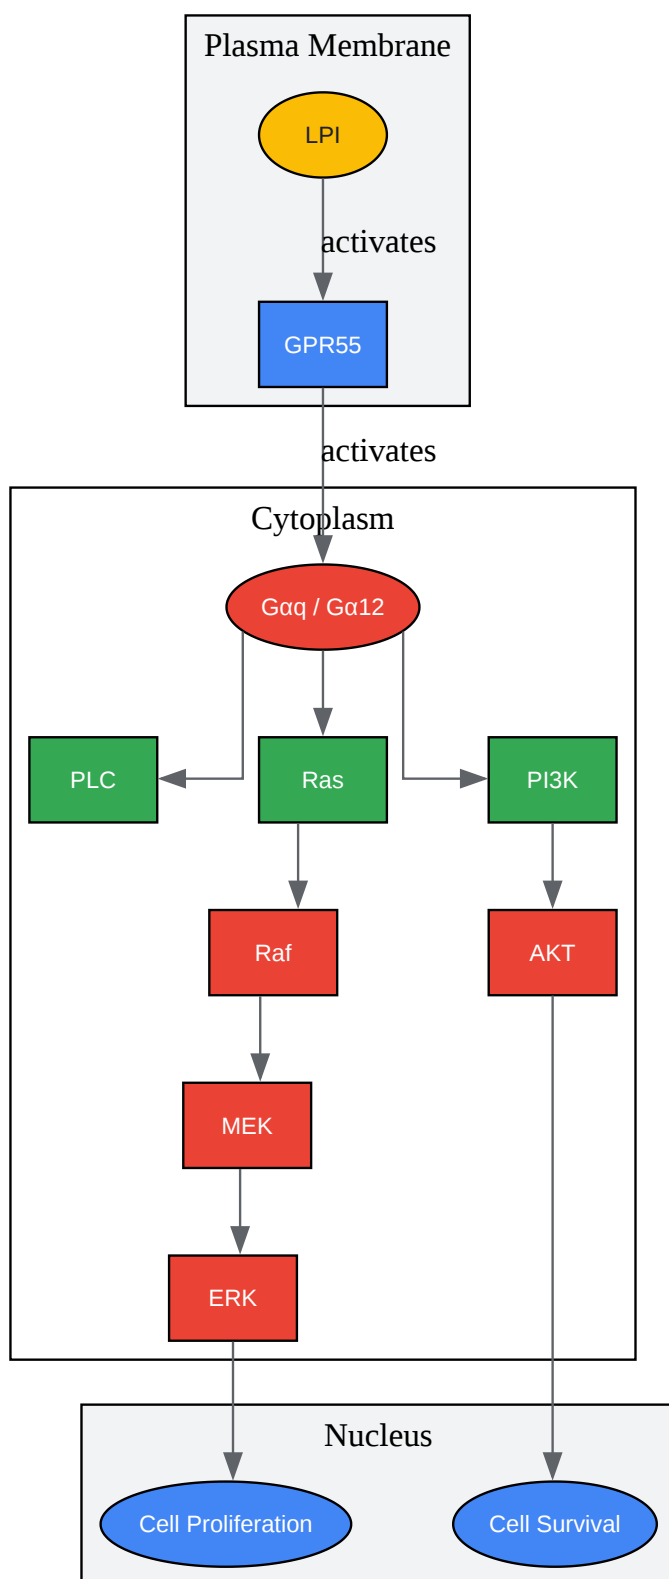 Plasma Membrane
LPI
activates
GPR55
activates
Cytoplasm
Gαq / Gα12
PLC
Ras
PI3K
Raf
AKT
MEK
ERK
Nucleus
Cell Proliferation
Cell Survival